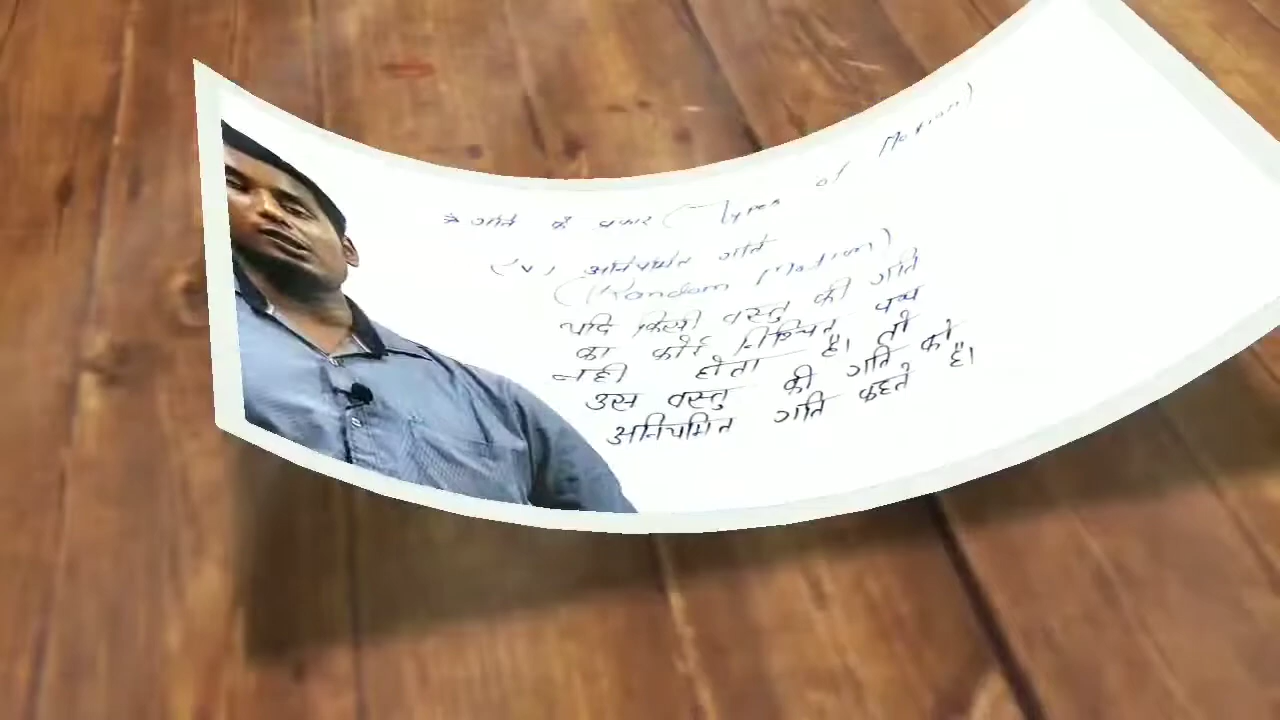 * गति के प्रकार (Types of Motion)
(v) अनियमित गति
(Random Motion)
यदि किसी वस्तु की गति
का कोई निश्चित पथ
नही होता है। तो
उस वस्तु की गति को
अनियमित गति कहते है।